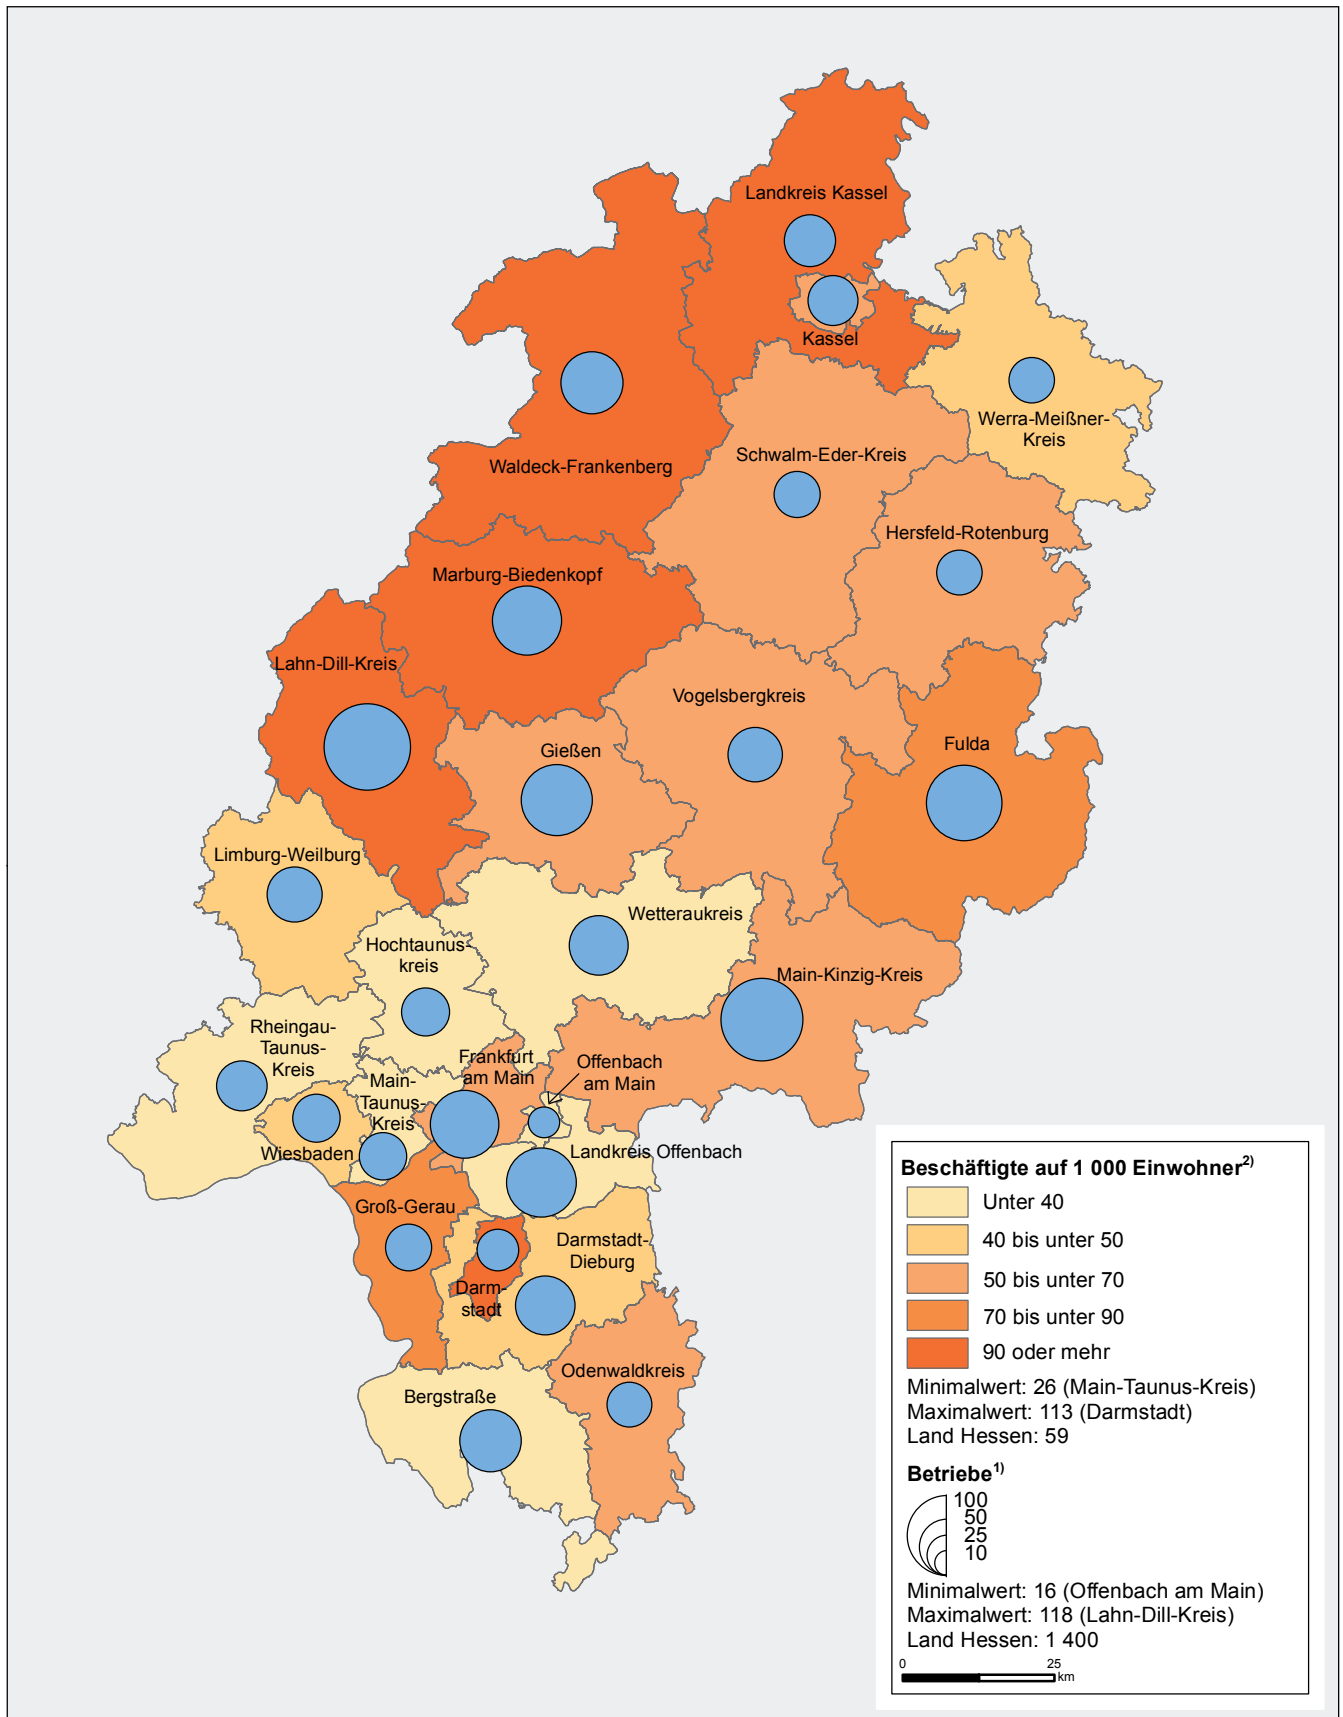 Landkreis Kassel
Kassel
Werra-Meißner-
Kreis
Waldeck-Frankenberg
Schwalm-Eder-Kreis
Hersfeld-Rotenburg
Marburg-Biedenkopf
Lahn-Dill-Kreis
Vogelsbergkreis
Gießen
Fulda
Limburg-Weilburg
Wetteraukreis
Hochtaunus-
kreis
Main-Kinzig-Kreis
Rheingau-
Taunus-
Kreis
Frankfurt
am Main
Offenbach
am Main
Main-
Taunus-
Kreis
Wiesbaden
Landkreis Offenbach
Groß-Gerau
Darmstadt-
Dieburg
Darm-
stadt
Odenwaldkreis
Bergstraße
Beschäftigte auf 1 000 Einwohner2)
Unter 40
40 bis unter 50
50 bis unter 70
70 bis unter 90
90 oder mehr
Minimalwert: 26 (Main-Taunus-Kreis)
Maximalwert: 113 (Darmstadt)
Land Hessen: 59
Betriebe1)
100
50
25
10
Minimalwert: 16 (Offenbach am Main)
Maximalwert: 118 (Lahn-Dill-Kreis)
Land Hessen: 1 400
0 25
km